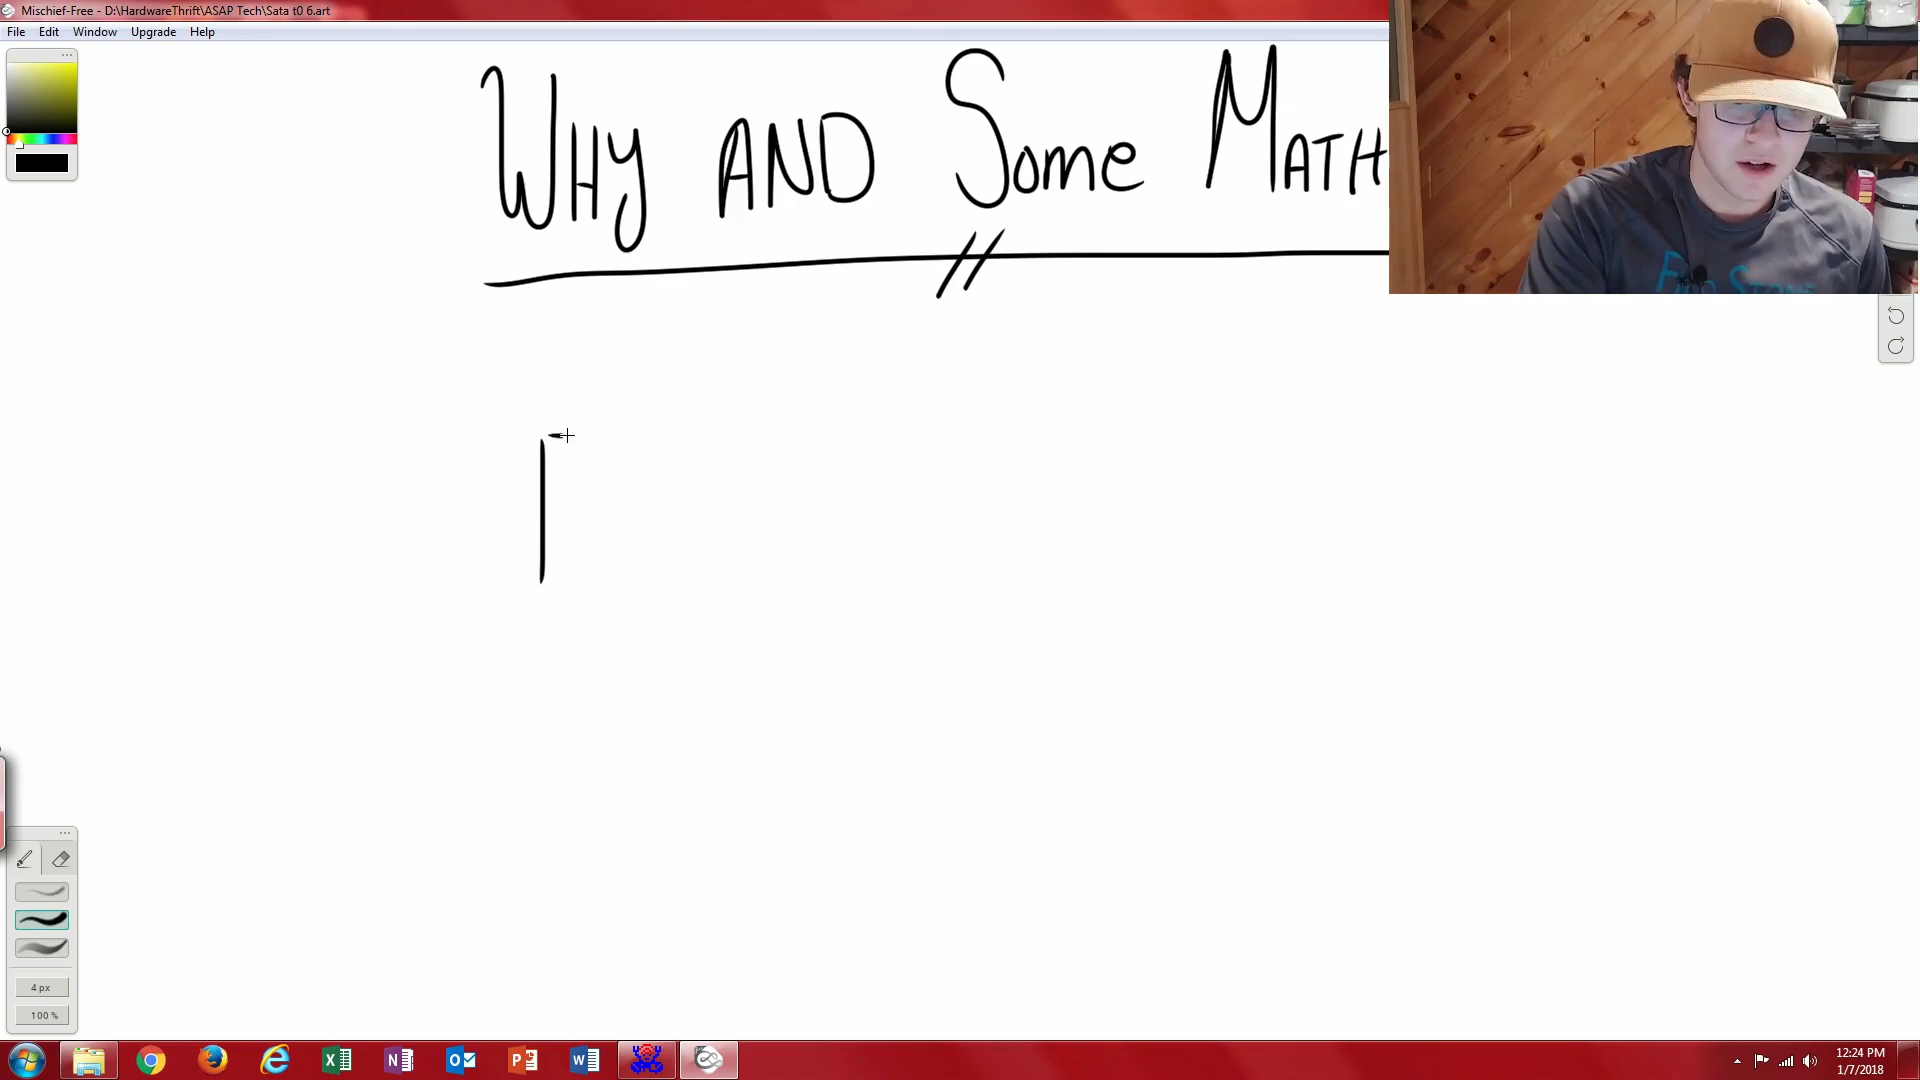 Mischief-Free - D:\HardwareThrift\ASAP Tech\Sata t0 6.art
File Edit Window Upgrade Help
WHY AND SOME MATH
4 px
100 %
12:24 PM
1/7/2018